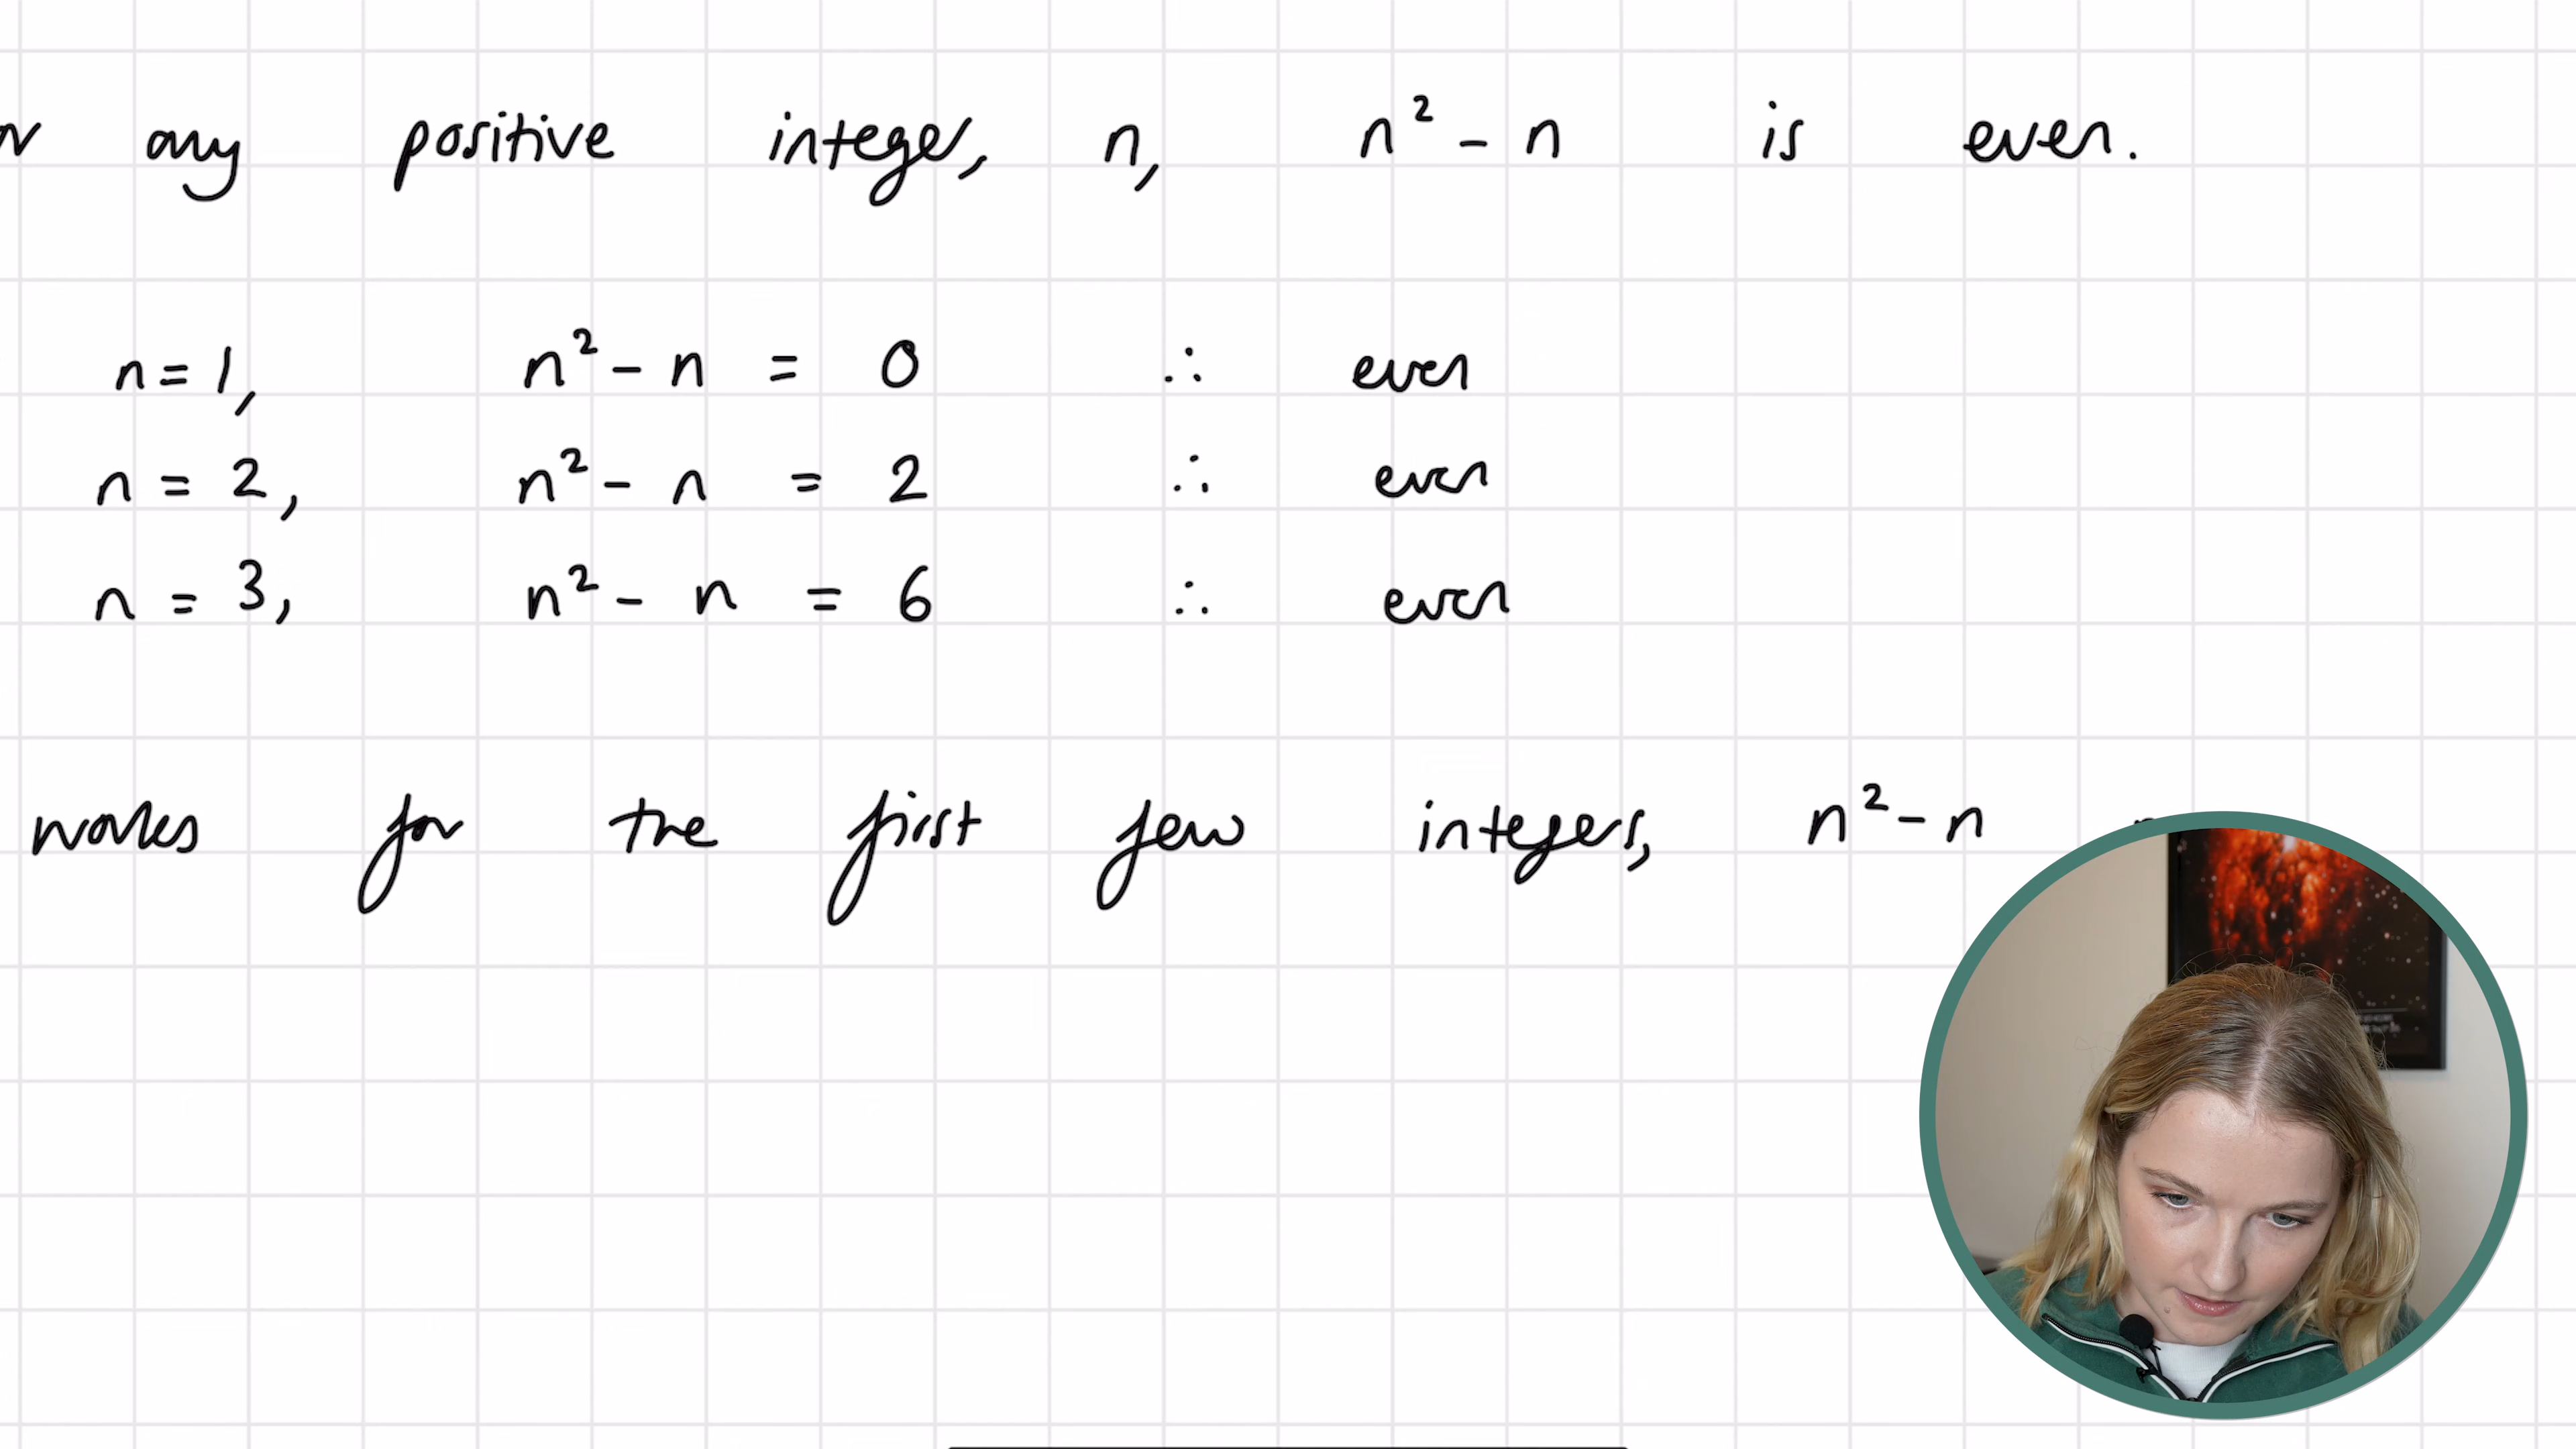 any positive integer, n, n² - n is even.
n = 1, n² - n = 0 ∴ even
n = 2, n² - n = 2 ∴ even
n = 3, n² - n = 6 ∴ even
works for the first few integers, n² - n